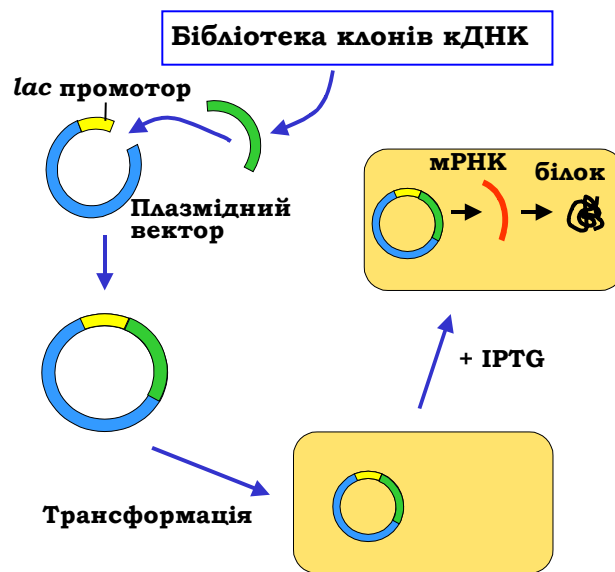 Бібліотека клонів кДНК
lac промотор
Плазмідний
вектор
мРНК
білок
+ IPTG
Трансформація